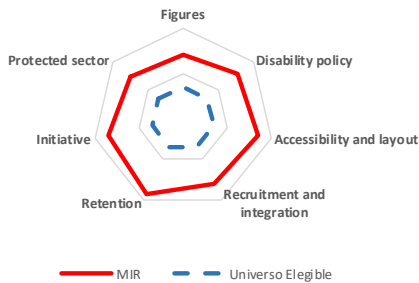 Figures
Protected sector
Disability policy
Initiative
Accessibility and layout
Retention
Recruitment and
integration
MIR
Universo Elegible